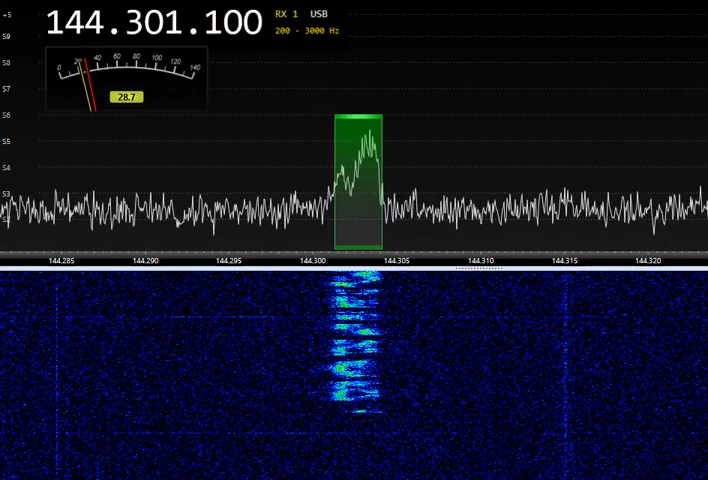 +5
144.301.100 RX 1 USB
200 - 3000 Hz
S9
S8
0 20 40 60 80 100 120 140
S7
28.7
S6
S5
S4
S3
144.285 144.290 144.295 144.300 144.305 144.310 144.315 144.320